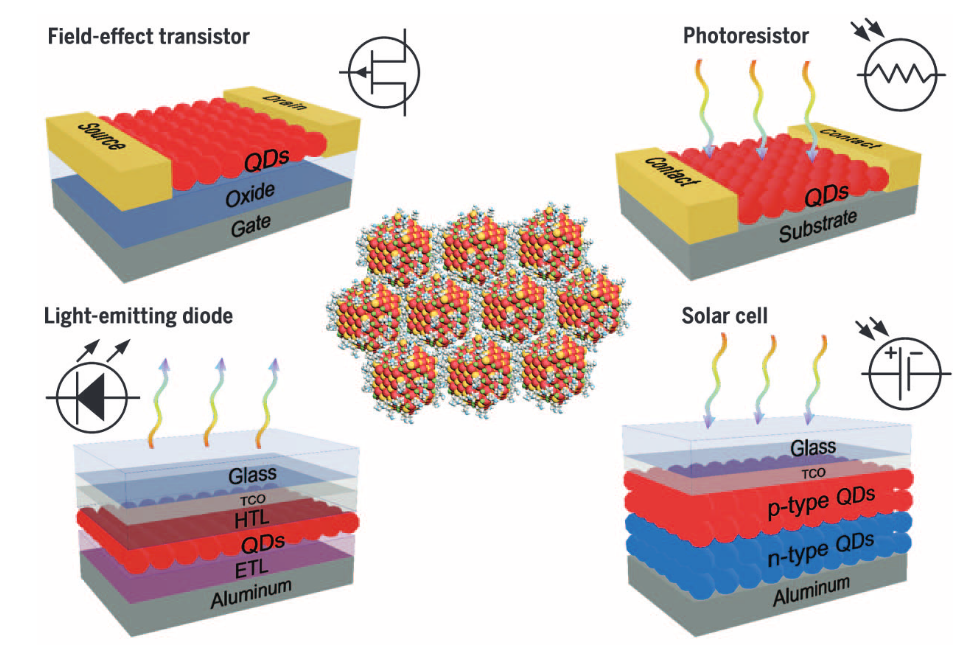 Field-effect transistor
Source
Drain
QDs
Oxide
Gate
Photoresistor
Contact
Contact
QDs
Substrate
Light-emitting diode
Glass
TCO
HTL
QDs
ETL
Aluminum
Solar cell
+ −
Glass
TCO
p-type QDs
n-type QDs
Aluminum